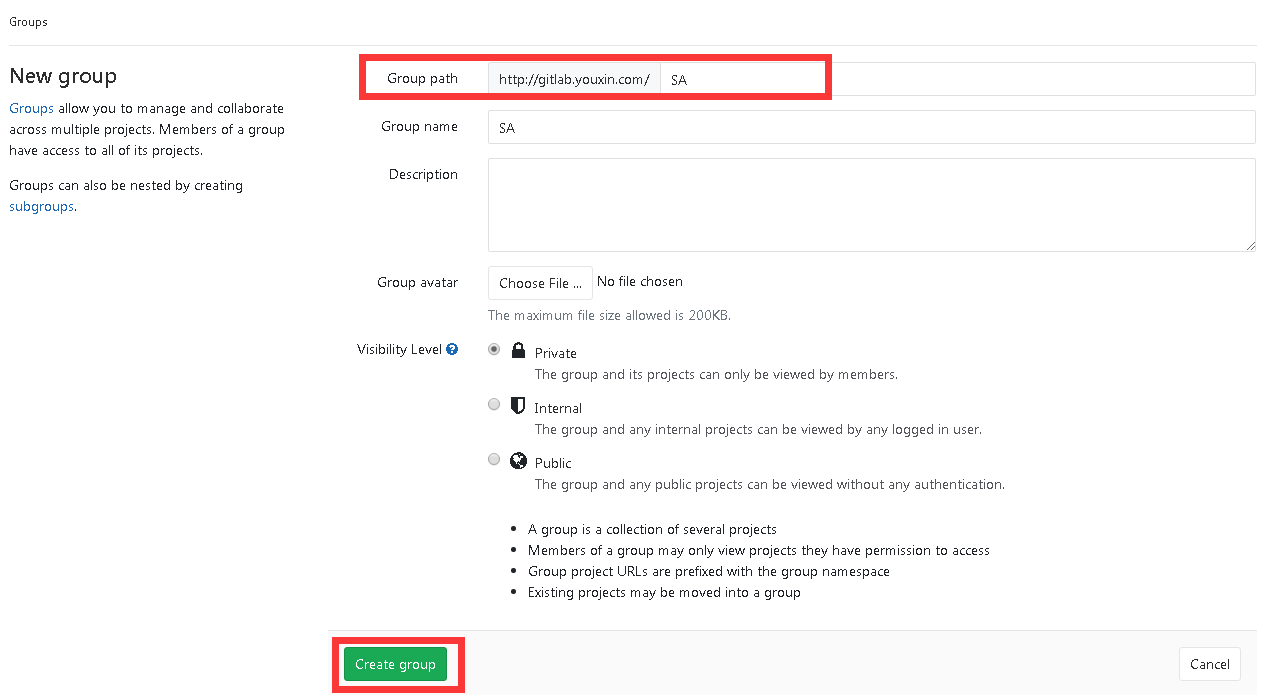 Groups
New group
Groups allow you to manage and collaborate
across multiple projects. Members of a group
have access to all of its projects.
Groups can also be nested by creating
subgroups.
Group path http://gitlab.youxin.com/ SA
Group name SA
Description
Group avatar Choose File ... No file chosen
The maximum file size allowed is 200KB.
Visibility Level ?
Private
The group and its projects can only be viewed by members.
Internal
The group and any internal projects can be viewed by any logged in user.
Public
The group and any public projects can be viewed without any authentication.
• A group is a collection of several projects
• Members of a group may only view projects they have permission to access
• Group project URLs are prefixed with the group namespace
• Existing projects may be moved into a group
Create group Cancel